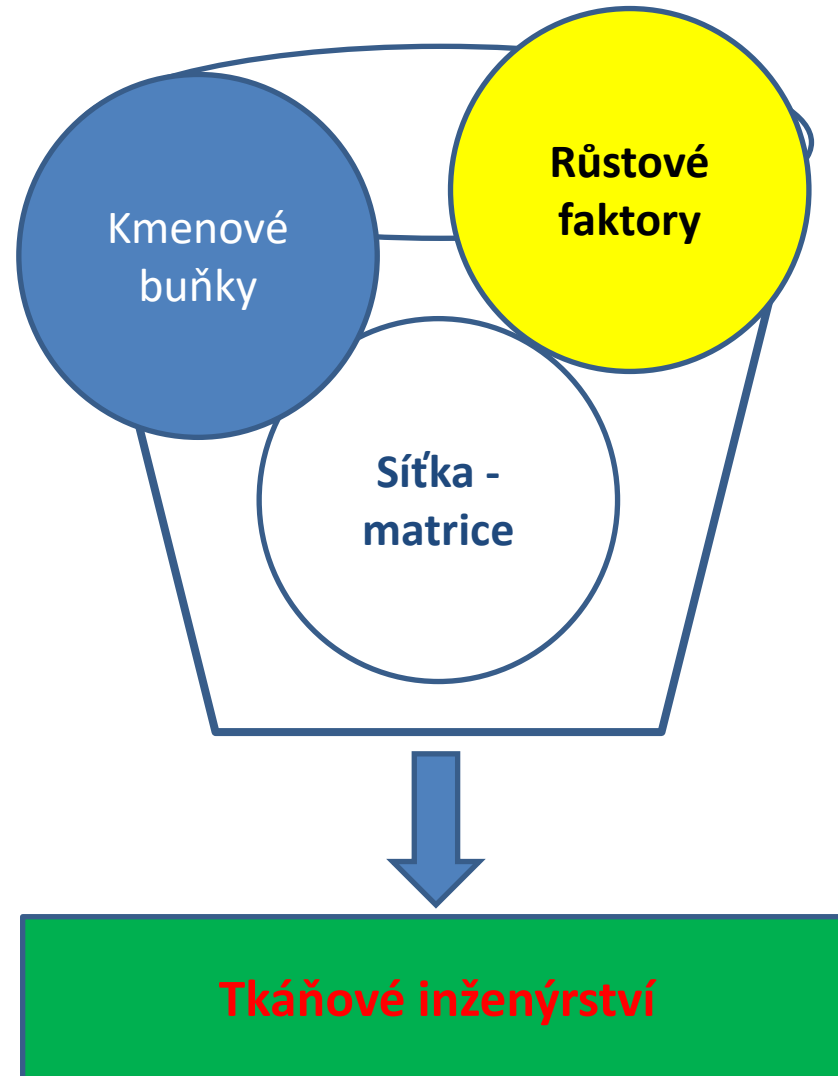 Růstové
faktory
Kmenové
buňky
Síťka -
matrice
Tkáňové inženýrství